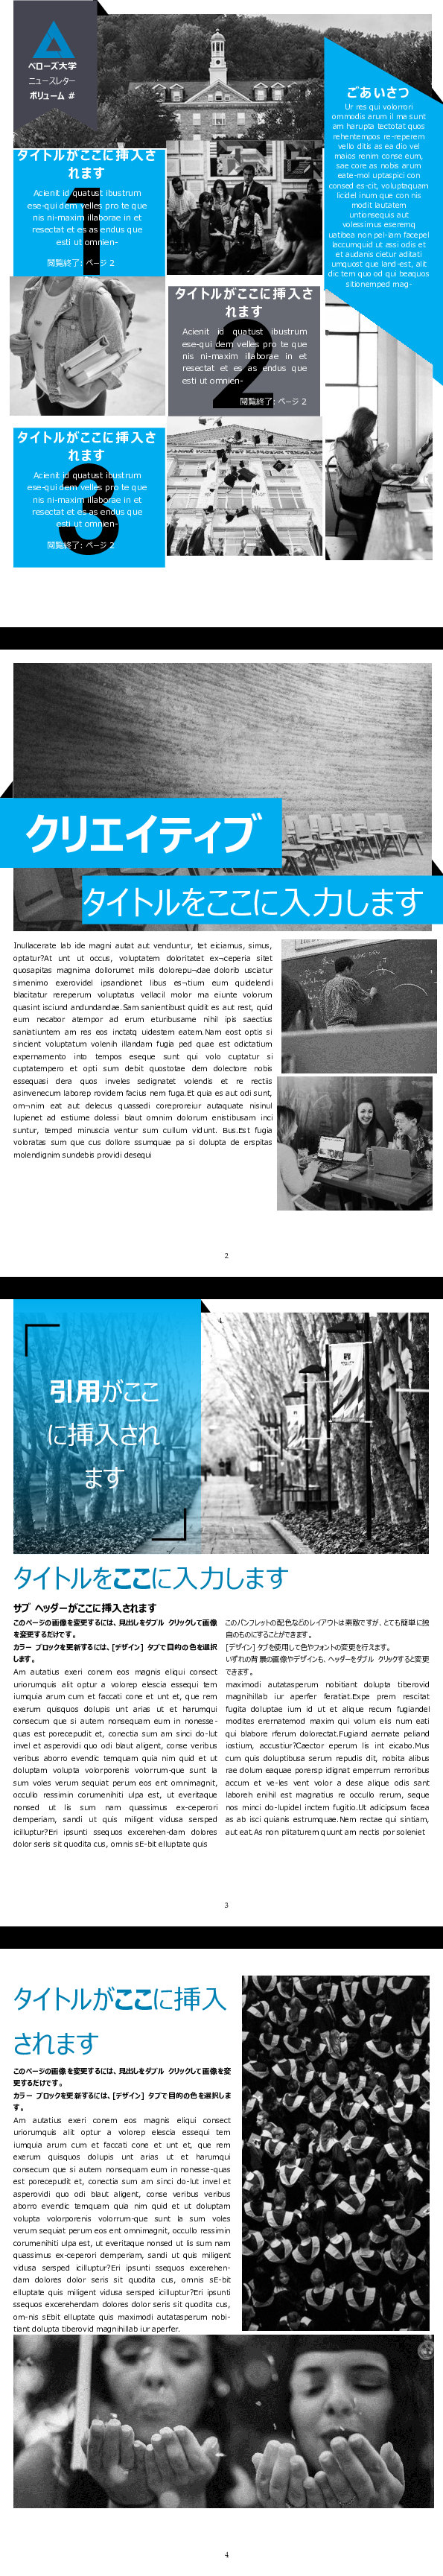 ベローズ大学
ニュースレター
ボリューム #
ごあいさつ
Ur res qui volorrori
ommodis arum il ma sunt
am harupta tectotat quos
rehentempos re-reperem
vello ditis as ea dio vel
maios renim conse eum,
sae core as nobis arum
eate-mol uptaspici con
consed es-cit, voluptaquam
licidel inum que con nis
modit lautatem
untionsequis aut
volessimus eseremq
uatibea non pel-lam facepel
laccumquid ut assi odis et
et audanis cietur aditati
umquost que land-est, alit
dic tem quo od qui beaquos
sitionemped mag-
タイトルがここに挿入さ
れます
1
Acienit id quatust ibustrum
ese-qui dem velles pro te que
nis ni-maxim illaborae in et
resectat et es as endus que
esti ut omnien-
閲覧終了: ページ 2
タイトルがここに挿入さ
れます
2
Acienit id quatust ibustrum
ese-qui dem velles pro te que
nis ni-maxim illaborae in et
resectat et es as endus que
esti ut omnien-
閲覧終了: ページ 2
タイトルがここに挿入さ
れます
3
Acienit id quatust ibustrum
ese-qui dem velles pro te que
nis ni-maxim illaborae in et
resectat et es as endus que
esti ut omnien-
閲覧終了: ページ 2
クリエイティブ
タイトルをここに入力します
Inullacerate lab ide magni autat aut venduntur, tet eiciamus, simus,
optatur?At unt ut occus, voluptatem doloritatet ex¬ceperia sitet
quosapitas magnima dollorumet milis dolorepu¬dae dolorib usciatur
simenimo exerovidel ipsandionet libus es¬tium eum quidelendi
blacitatur rereperum voluptatus vellacil molor ma eiunte volorum
quasint isciund andundandae.Sam sanientibust quidit es aut rest, quid
eum recabor atempor ad erum eturibusame nihil ipis saectius
sanatiuntem am res eos inctatq uidestem eatem.Nam eost optis si
sincient voluptatum volenih illandam fugia ped quae est odictatium
expernamento into tempos eseque sunt qui volo cuptatur si
cuptatempero et opti sum debit quostotae dem dolectore nobis
essequasi dera quos inveles sedignatet volendis et re rectiis
asinvenecum laborep rovidem facius nem fuga.Et quia es aut odi sunt,
om¬nim eat aut delecus quassedi coreproreiur autaquate nisinul
lupienet ad estiume dolessi blaut omnim dolorum enistibusam inci
suntur, temped minuscia ventur sum cullum vidunt. Bus.Est fugia
voloratas sum que cus dollore ssumquae pa si dolupta de erspitas
molendignim sundebis providi desequi
2
引用がここ
に挿入され
ます
タイトルをここに入力します
サブ ヘッダーがここに挿入されます
このページの画像を変更するには、見出しをダブル クリックして画像
を変更するだけです。
カラー ブロックを更新するには、[デザイン] タブで目的の色を選択
します。
Am autatius exeri conem eos magnis eliqui consect
uriorumquis alit optur a volorep elescia essequi tem
iumquia arum cum et faccati cone et unt et, que rem
exerum quisquos dolupis unt arias ut et harumqui
consecum que si autem nonsequam eum in nonesse-
quas est porecepudit et, conectia sum am sinci do-lut
invel et asperovidi quo odi blaut aligent, conse veribus
veribus aborro evendic temquam quia nim quid et ut
doluptam volupta volorporenis volorrum-que sunt la
sum voles verum sequiat perum eos ent omnimagnit,
occullo ressimin corumenihiti ulpa est, ut everitaque
nonsed ut lis sum nam quassimus ex-ceperori
demperiam, sandi ut quis miligent vidusa sersped
icilluptur?Eri ipsunti ssequos excerehen-dam dolores
dolor seris sit quodita cus, omnis sE-bit elluptate quis
このパンフレットの配色などのレイアウトは素敵ですが、とても簡単に独
自のものにすることができます。
[デザイン] タブを使用して色やフォントの変更を行えます。
いずれの背景の画像やデザインも、ヘッダーをダブル クリックすると変更
できます。
maximodi autatasperum nobitiant dolupta tiberovid
magnihillab iur aperfer feratiat.Expe prem rescitat
fugita doluptae ium id ut et alique recum fugiandel
modites errernatemod maxim qui volum elis num eati
qui blabore rferum dolorectat.Fugiand aernate peliand
iostium, accustiur?Caector eperum lis int eicabo.Mus
cum quis doluptibusa serum repudis dit, nobita alibus
rae dolum eaquae porersp idignat emperrum rerroribus
accum et ve-les vent volor a dese alique odis sant
laboreh enihil est magnatius re occullo rerum, seque
nos minci do-lupidel inctem fugitio.Ut adicipsum facea
as ab isci quianis estrumquae.Nem rectae qui sintiam,
aut eat.As non plitaturem quunt am nectis por soleniet
3
タイトルがここに挿入
されます
このページの画像を変更するには、見出しをダブル クリックして画像を変
更するだけです。
カラー ブロックを更新するには、[デザイン] タブで目的の色を選択しま
す。
Am autatius exeri conem eos magnis eliqui consect
uriorumquis alit optur a volorep elescia essequi tem
iumquia arum cum et faccati cone et unt et, que rem
exerum quisquos dolupis unt arias ut et harumqui
consecum que si autem nonsequam eum in nonesse-quas
est porecepudit et, conectia sum am sinci do-lut invel et
asperovidi quo odi blaut aligent, conse veribus veribus
aborro evendic temquam quia nim quid et ut doluptam
volupta volorporenis volorrum-que sunt la sum voles
verum sequiat perum eos ent omnimagnit, occullo ressimin
corumenihiti ulpa est, ut everitaque nonsed ut lis sum nam
quassimus ex-ceperori demperiam, sandi ut quis miligent
vidusa sersped icilluptur?Eri ipsunti ssequos excerehen-
dam dolores dolor seris sit quodita cus, omnis sE-bit
elluptate quis miligent vidusa sersped icilluptur?Eri ipsunti
ssequos excerehendam dolores dolor seris sit quodita cus,
om-nis sEbit elluptate quis maximodi autatasperum nobi-
tiant dolupta tiberovid magnihillab iur aperfer.
4